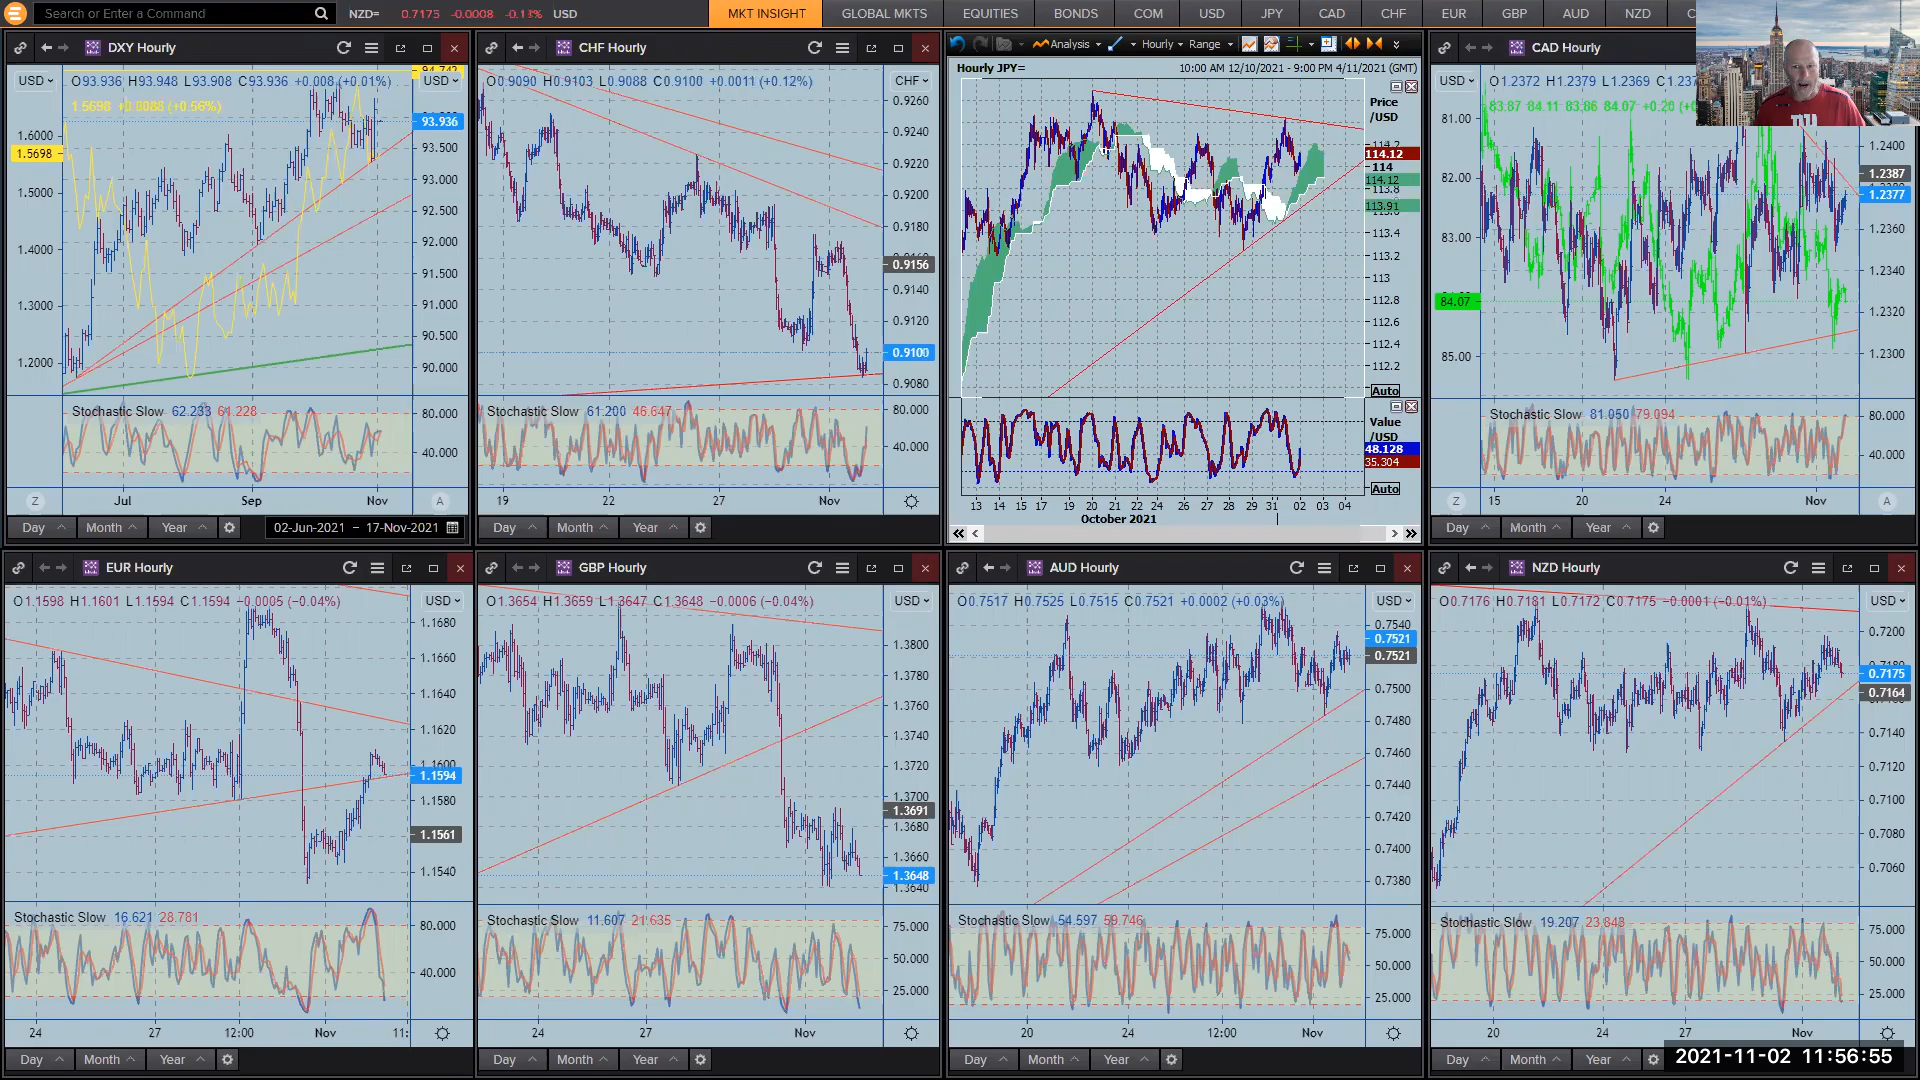 Search or Enter a Command
NZD= 0.7175 -0.0008 -0.13% USD
MKT INSIGHT GLOBAL MKTS EQUITIES BONDS COM USD JPY CAD CHF EUR GBP AUD NZD
DXY Hourly
USD O93.936 H93.948 L93.908 C93.936 +0.008 (+0.01%) USD
1.5698 +0.0088 (+0.56%)
1.6000
1.5698
1.5000
1.4000
1.3000
1.2000
93.936
93.500
93.000
92.500
92.000
91.500
91.000
90.500
90.000
Stochastic Slow 62.233 61.228
80.000
40.000
Z Jul Sep Nov A
Day Month Year 02-Jun-2021 – 17-Nov-2021
CHF Hourly
O0.9090 H0.9103 L0.9088 C0.9100 +0.0011 (+0.12%) CHF
0.9260
0.9240
0.9220
0.9200
0.9180
0.9156
0.9140
0.9120
0.9100
0.9080
Stochastic Slow 61.200 46.647
80.000
40.000
19 22 27 Nov
Day Month Year
Analysis Hourly Range
Hourly JPY= 10:00 AM 12/10/2021 - 9:00 PM 4/11/2021 (GMT)
Price
/USD
114.12
114
114.12
113.8
113.91
113.4
113.2
113
112.8
112.6
112.4
112.2
Auto
Value
/USD
48.128
35.304
Auto
13 14 15 17 19 20 21 22 24 26 27 28 29 31 02 03 04
October 2021
CAD Hourly
USD O1.2372 H1.2379 L1.2369
83.87 84.11 83.86 84.07 +0.20
81.00
82.00
83.00
84.07
85.00
1.2400
1.2387
1.2377
1.2360
1.2340
1.2320
1.2300
Stochastic Slow 81.050 79.094
80.000
40.000
Z 15 20 24 Nov A
Day Month Year
EUR Hourly
O1.1598 H1.1601 L1.1594 C1.1594 −0.0005 (−0.04%) USD
1.1680
1.1660
1.1640
1.1620
1.1600
1.1594
1.1580
1.1561
1.1540
Stochastic Slow 16.621 28.781
80.000
40.000
24 27 12:00 Nov 11:
Day Month Year
GBP Hourly
O1.3654 H1.3659 L1.3647 C1.3648 −0.0006 (−0.04%) USD
1.3800
1.3780
1.3760
1.3740
1.3720
1.3700
1.3691
1.3680
1.3660
1.3648
1.3640
Stochastic Slow 11.607 21.635
75.000
50.000
25.000
24 27 Nov
Day Month Year
AUD Hourly
O0.7517 H0.7525 L0.7515 C0.7521 +0.0002 (+0.03%) USD
0.7540
0.7521
0.7521
0.7500
0.7480
0.7460
0.7440
0.7420
0.7400
0.7380
Stochastic Slow 54.597 59.746
75.000
50.000
25.000
20 24 12:00 Nov
Day Month Year
NZD Hourly
O0.7176 H0.7181 L0.7172 C0.7175 −0.0001 (−0.01%) USD
0.7200
0.7175
0.7164
0.7140
0.7120
0.7100
0.7080
0.7060
Stochastic Slow 19.207 23.848
75.000
50.000
25.000
20 24 27 Nov
Day Month Year
2021-11-02 11:56:55